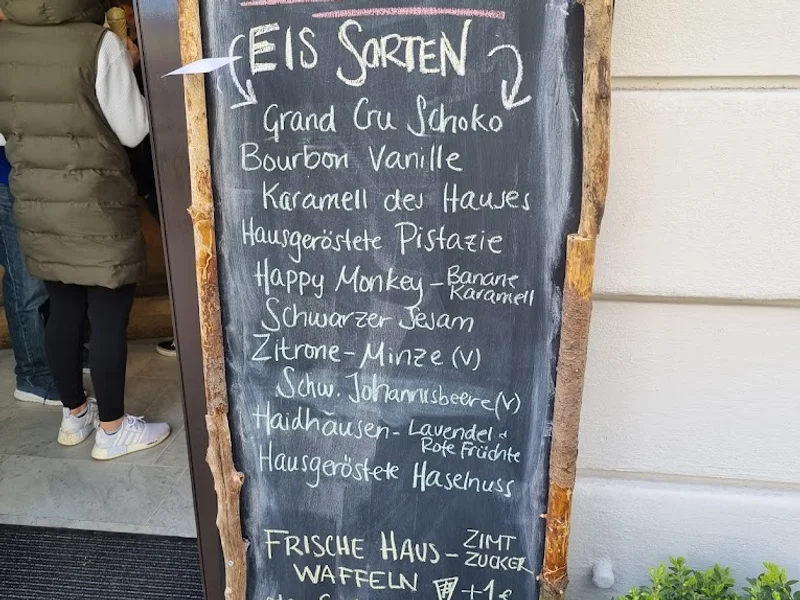 EIS SORTEN
Grand Cru Schoko
Bourbon Vanille
Karamell des Hauses
Hausgeröstete Pistazie
Happy Monkey - Banane
Karamell
Schwarzer Sesam
Zitrone - Minze (V)
Schw. Johannisbeere (V)
Haidhausen - Lavendel &
Rote Früchte
Hausgeröstete Haselnuss
FRISCHE HAUS - ZIMT
ZUCKER
WAFFELN +1€